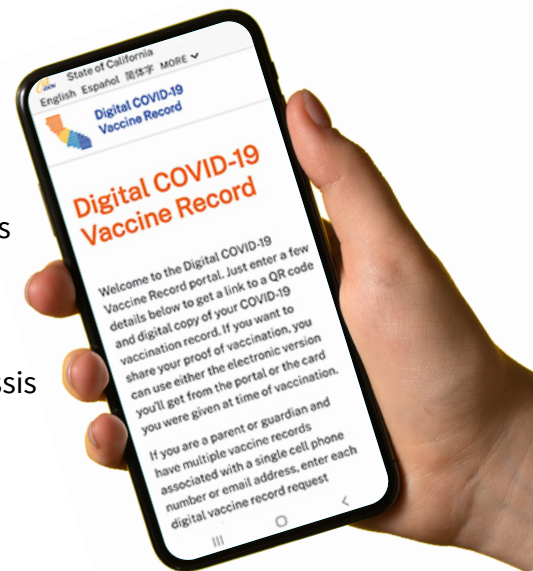 State of California
English Español 简体字 MORE
Digital COVID-19
Vaccine Record
Digital COVID-19
Vaccine Record
Welcome to the Digital COVID-19
Vaccine Record portal. Just enter a few
details below to get a link to a QR code
and digital copy of your COVID-19
vaccination record. If you want to
share your proof of vaccination, you
can use either the electronic version
you'll get from the portal or the card
you were given at time of vaccination.
If you are a parent or guardian and
have multiple vaccine records
associated with a single cell phone
number or email address, enter each
digital vaccine record request